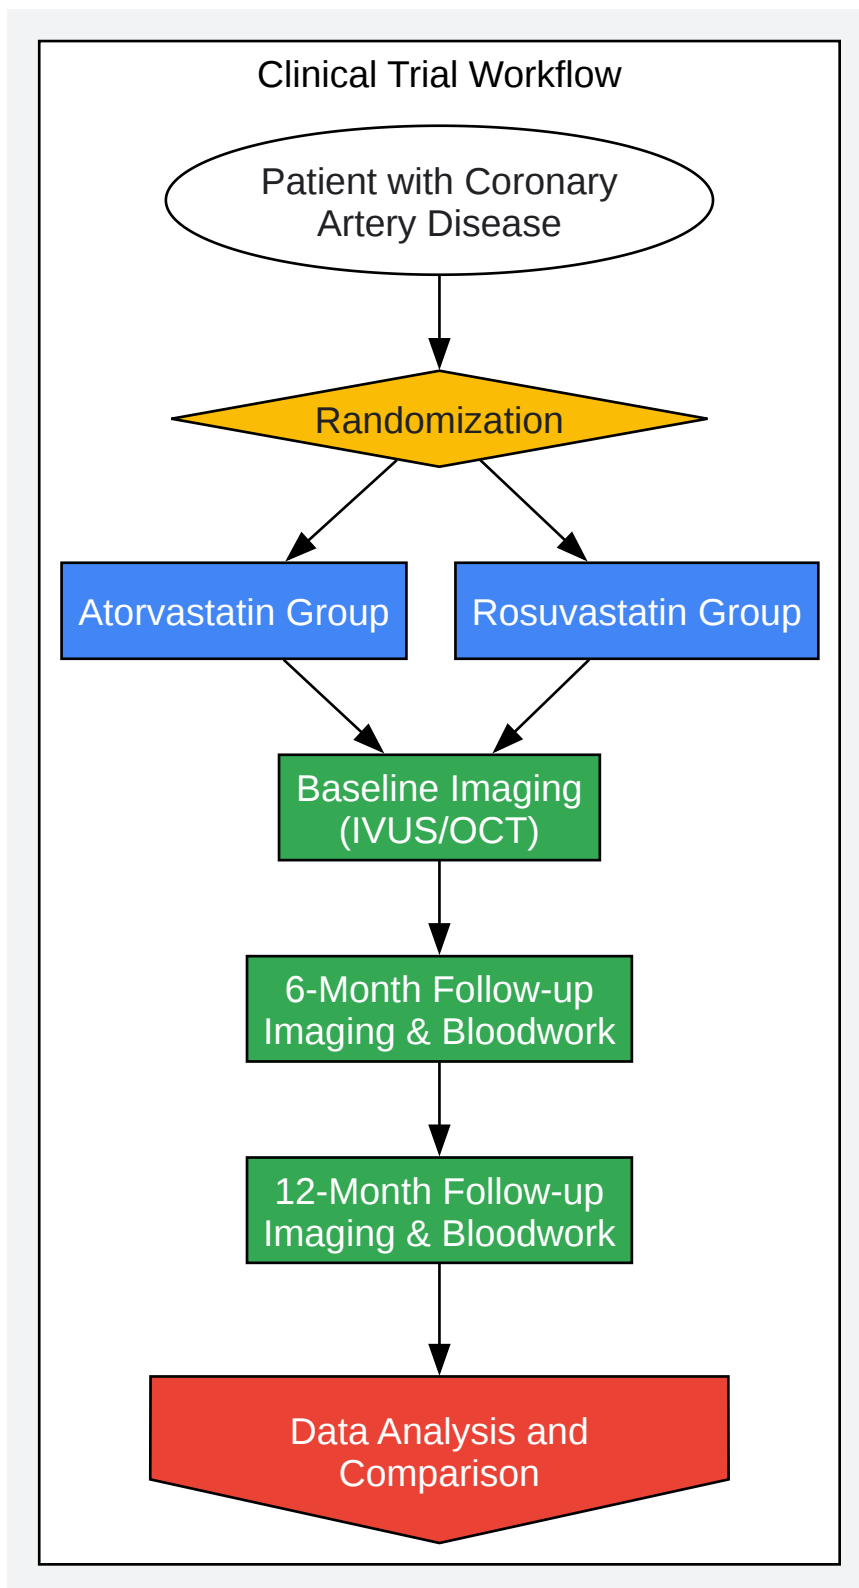 Clinical Trial Workflow
Patient with Coronary
Artery Disease
Randomization
Atorvastatin Group
Rosuvastatin Group
Baseline Imaging
(IVUS/OCT)
6-Month Follow-up
Imaging & Bloodwork
12-Month Follow-up
Imaging & Bloodwork
Data Analysis and
Comparison